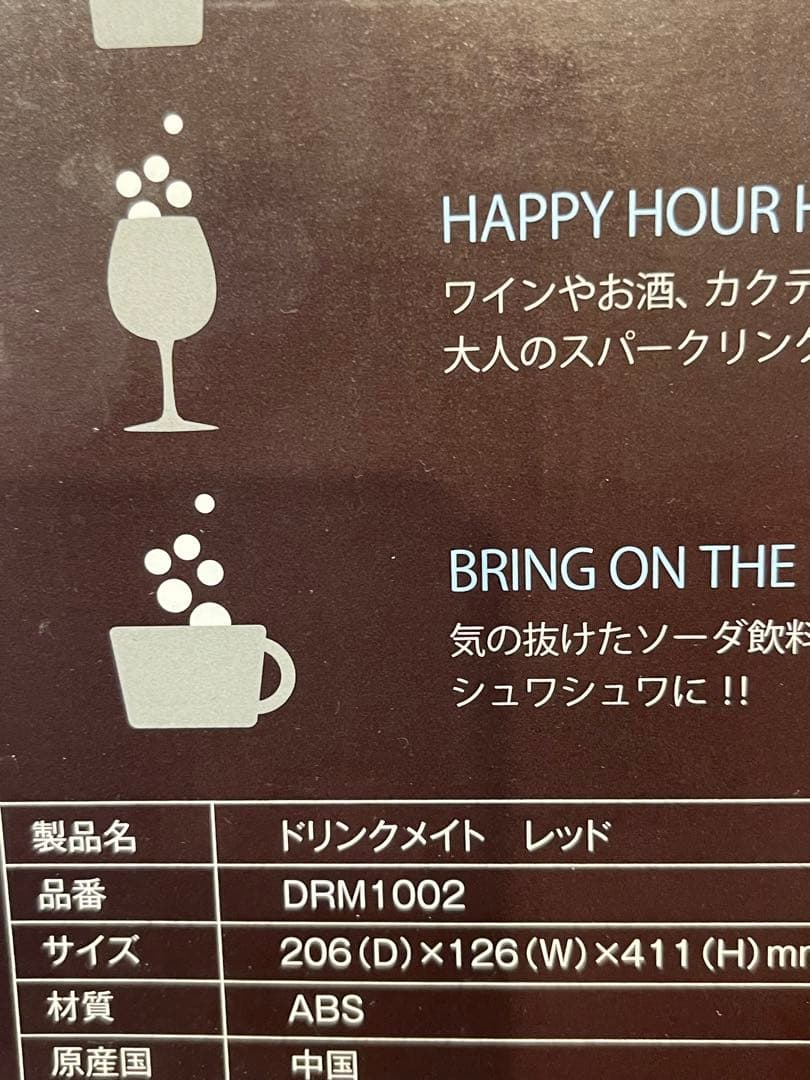 HAPPY HOUR
ワインやお酒、カクテ
大人のスパークリング
BRING ON THE
気の抜けたソーダ飲料
シュワシュワに!!
製品名 ドリンクメイト レッド
品番 DRM1002
サイズ 206(D)×126(W)×411(H)mm
材質 ABS
原産国 中国